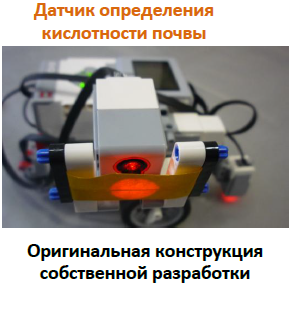 Датчик определения
кислотности почвы
Оригинальная конструкция
собственной разработки